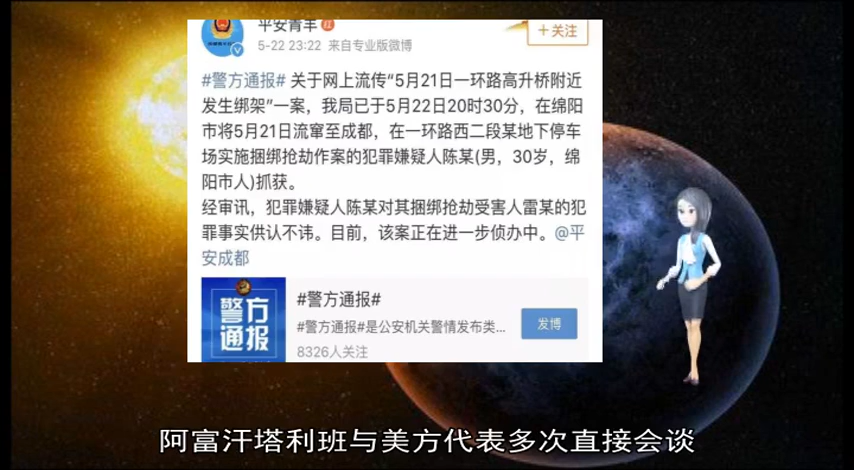 平安青羊
+关注
5-22 23:22 来自专业版微博
#警方通报# 关于网上流传“5月21日一环路高升桥附近
发生绑架”一案，我局已于5月22日20时30分，在绵阳
市将5月21日流窜至成都，在一环路西二段某地下停车
场实施捆绑抢劫作案的犯罪嫌疑人陈某(男，30岁，绵
阳市人)抓获。
经审讯，犯罪嫌疑人陈某对其捆绑抢劫受害人雷某的犯
罪事实供认不讳。目前，该案正在进一步侦办中。@平
安成都
警方
通报
#警方通报#
#警方通报#是公安机关警情发布类...
发博
8326人关注
阿富汗塔利班与美方代表多次直接会谈